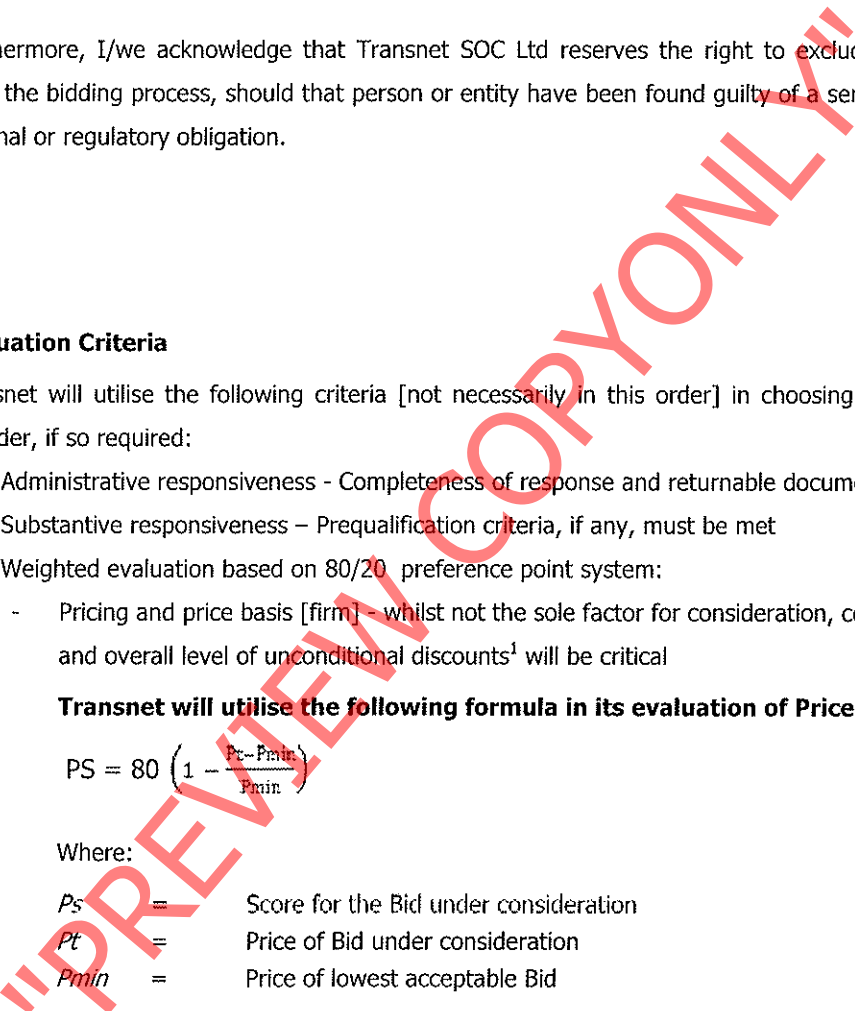 hermore, I/we acknowledge that Transnet SOC Ltd reserves the right to exclud
the bidding process, should that person or entity have been found guilty of a ser
nal or regulatory obligation.
uation Criteria
snet will utilise the following criteria [not necessarily in this order] in choosing
der, if so required:
Administrative responsiveness - Completeness of response and returnable docum
Substantive responsiveness – Prequalification criteria, if any, must be met
Weighted evaluation based on 80/20 preference point system:
- Pricing and price basis [firm] - whilst not the sole factor for consideration, c
and overall level of unconditional discounts¹ will be critical
Transnet will utilise the following formula in its evaluation of Price
PS = 80 (1 − (Pt−Pmin)/Pmin)
Where:
Ps = Score for the Bid under consideration
Pt = Price of Bid under consideration
Pmin = Price of lowest acceptable Bid
"PREVIEW COPYONLY"